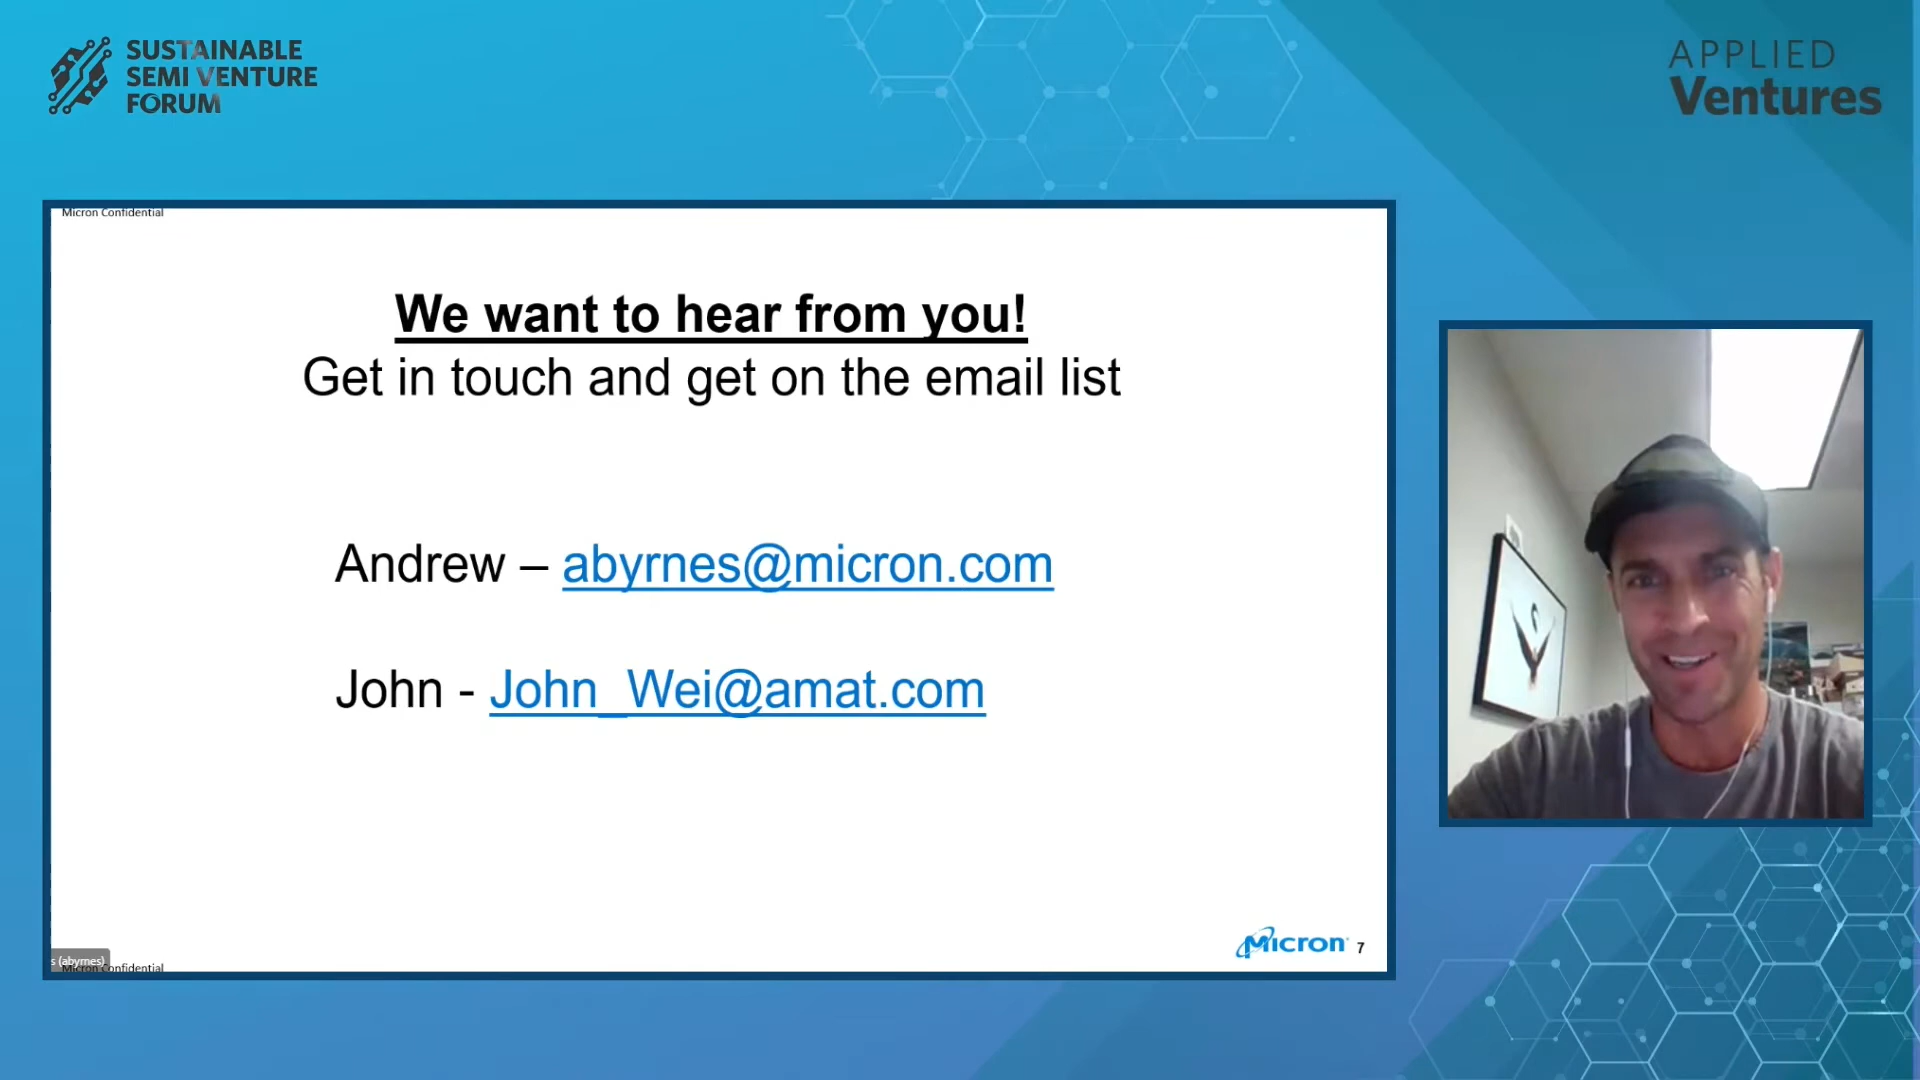 SUSTAINABLE
SEMI VENTURE
FORUM
APPLIED
Ventures
Micron Confidential
We want to hear from you!
Get in touch and get on the email list
Andrew – abyrnes@micron.com
John - John_Wei@amat.com
Micron 7
s (abyrnes)
Micron Confidential